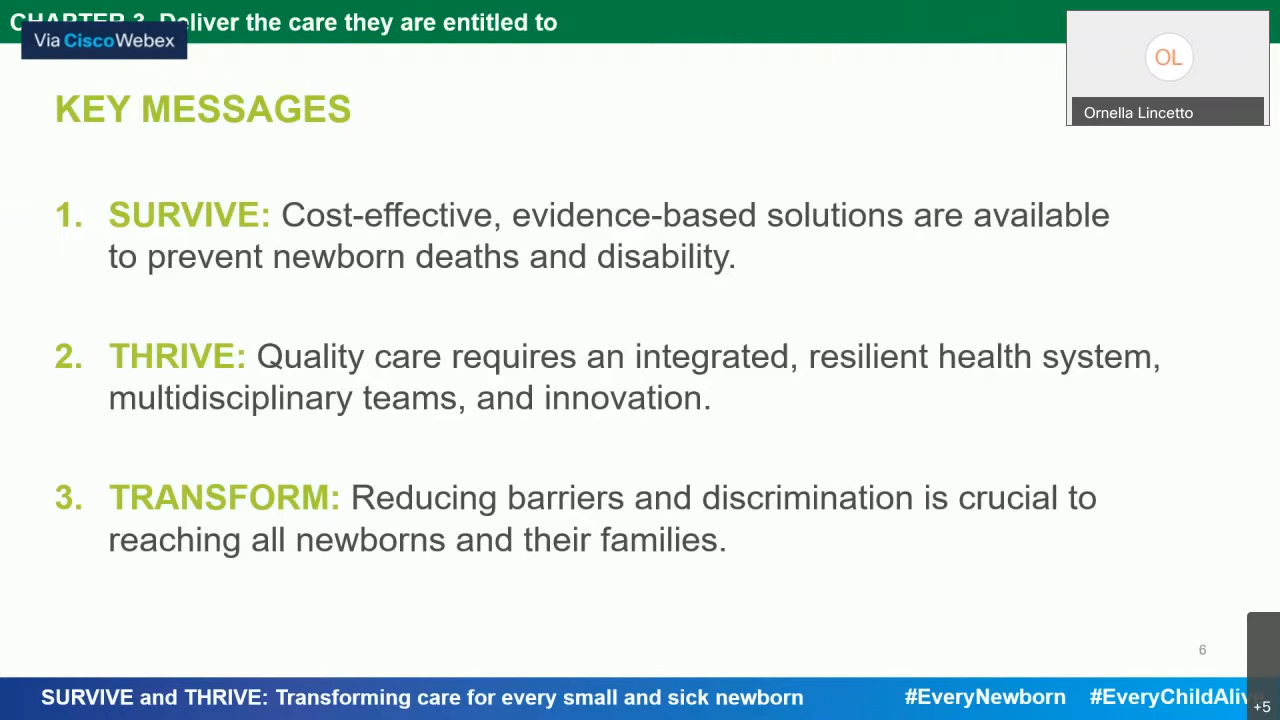 CHAPTER 3. Deliver the care they are entitled to
Via CiscoWebex
OL
Ornella Lincetto
KEY MESSAGES
1. SURVIVE: Cost-effective, evidence-based solutions are available
to prevent newborn deaths and disability.
2. THRIVE: Quality care requires an integrated, resilient health system,
multidisciplinary teams, and innovation.
3. TRANSFORM: Reducing barriers and discrimination is crucial to
reaching all newborns and their families.
6
SURVIVE and THRIVE: Transforming care for every small and sick newborn
#EveryNewborn #EveryChildAlive
+5